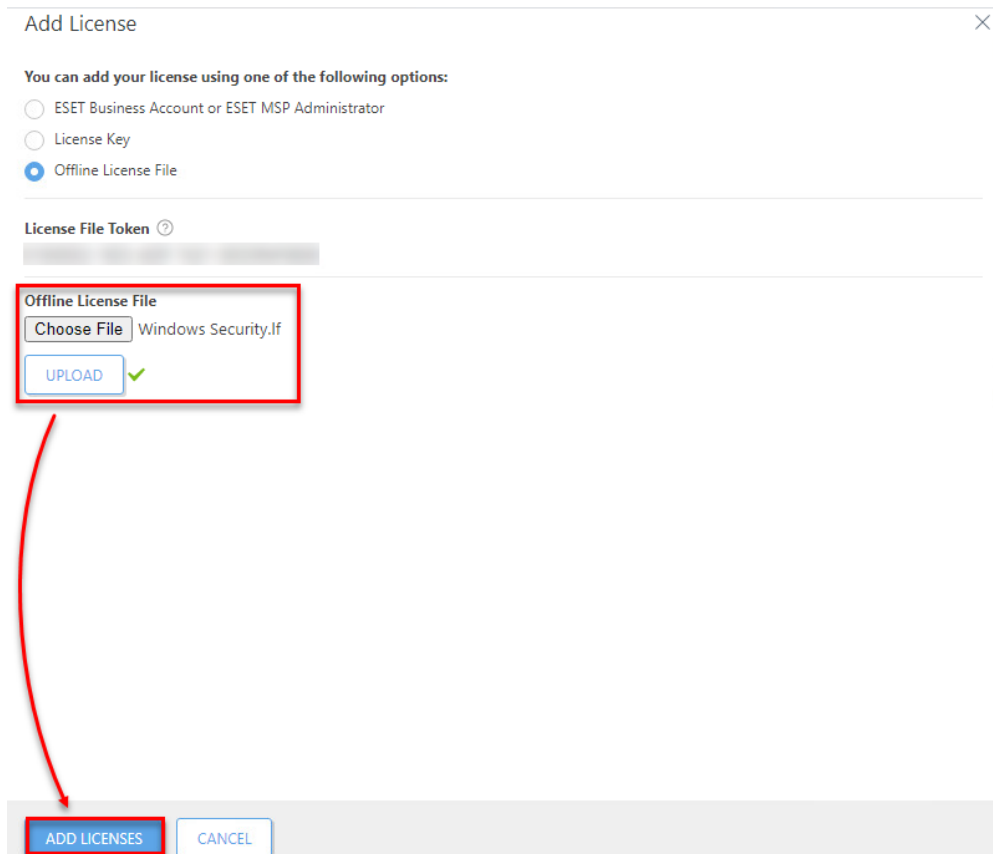 Add License
You can add your license using one of the following options:
ESET Business Account or ESET MSP Administrator
License Key
Offline License File
License File Token ?
Offline License File
Choose File Windows Security.lf
UPLOAD
ADD LICENSES CANCEL